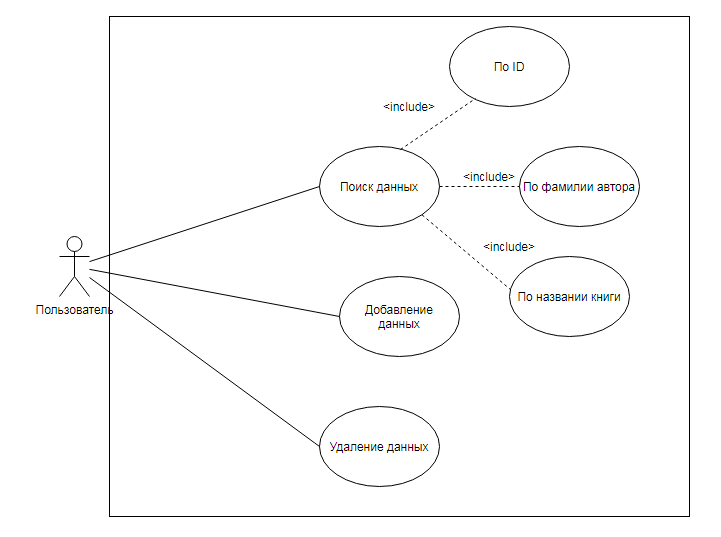 По ID
<include>
Поиск данных
<include>
По фамилии автора
<include>
По названии книги
Пользователь
Добавление
данных
Удаление данных